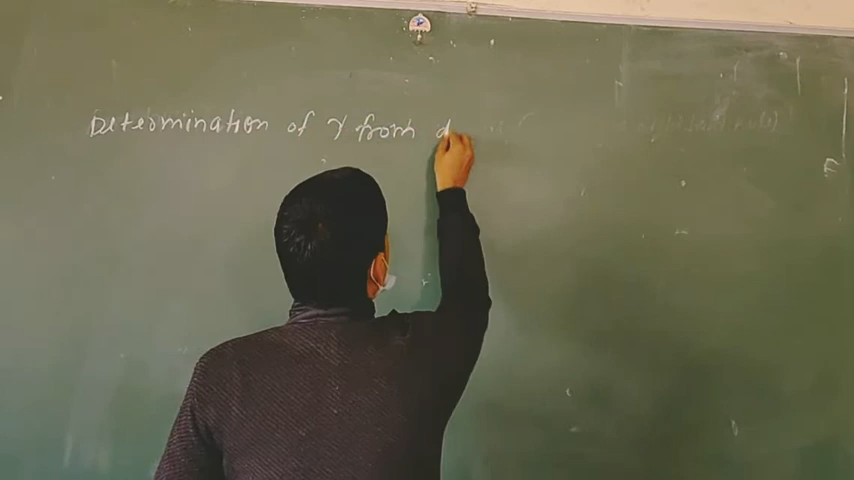 Determination of γ from d